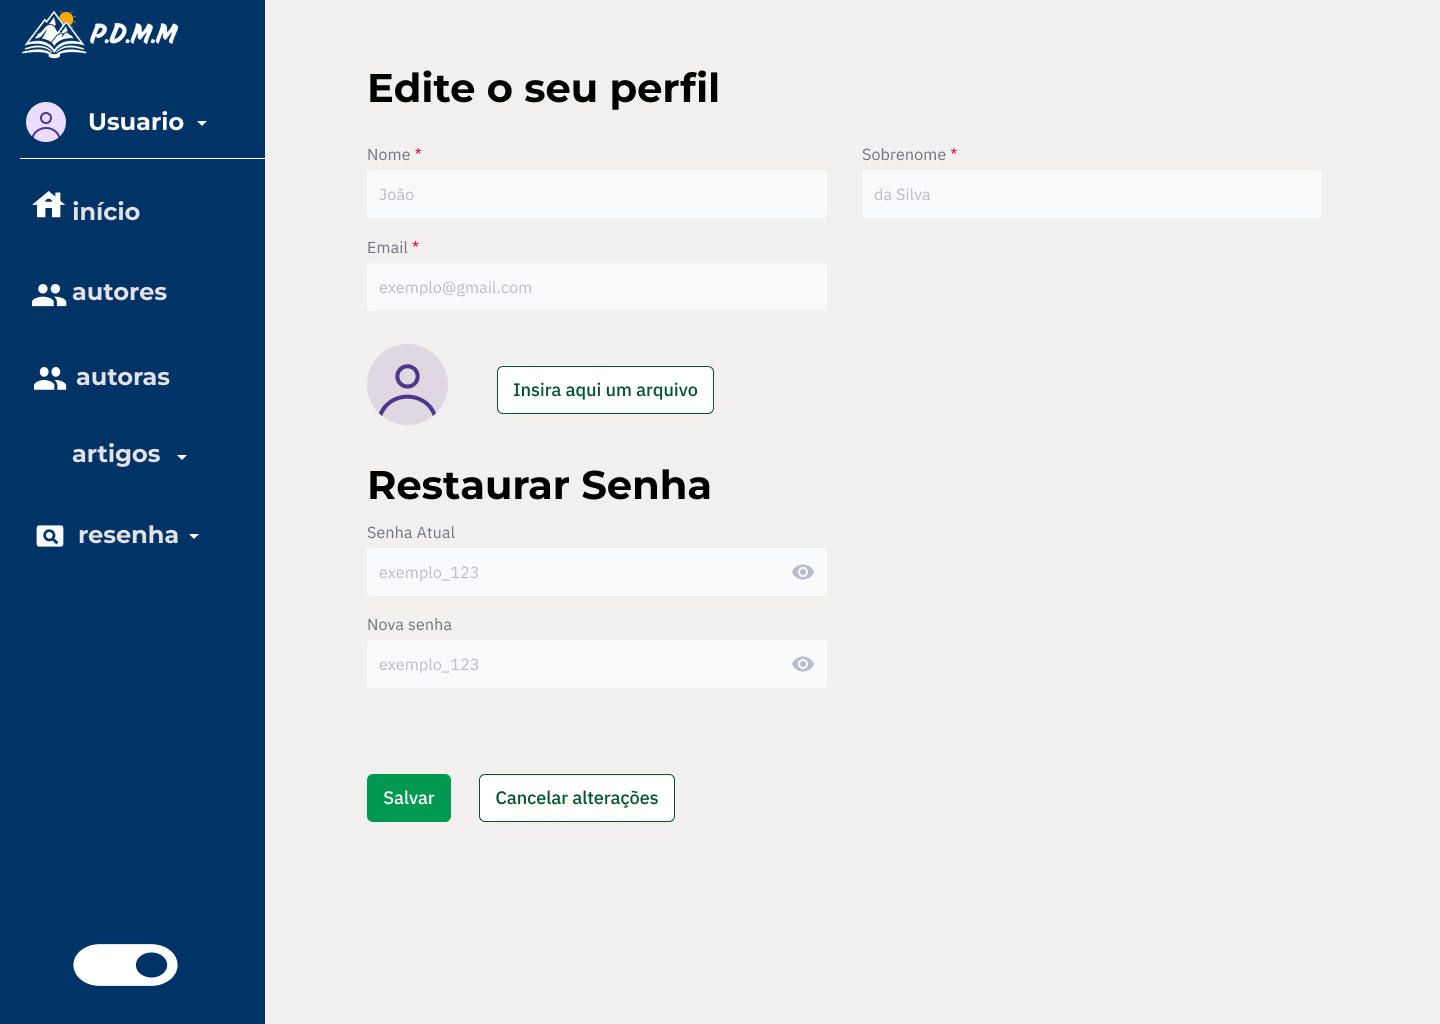 P.D.M.M
Usuario
início
autores
autoras
artigos
resenha
Edite o seu perfil
Nome *
João
Sobrenome *
da Silva
Email *
exemplo@gmail.com
Insira aqui um arquivo
Restaurar Senha
Senha Atual
exemplo_123
Nova senha
exemplo_123
Salvar
Cancelar alterações